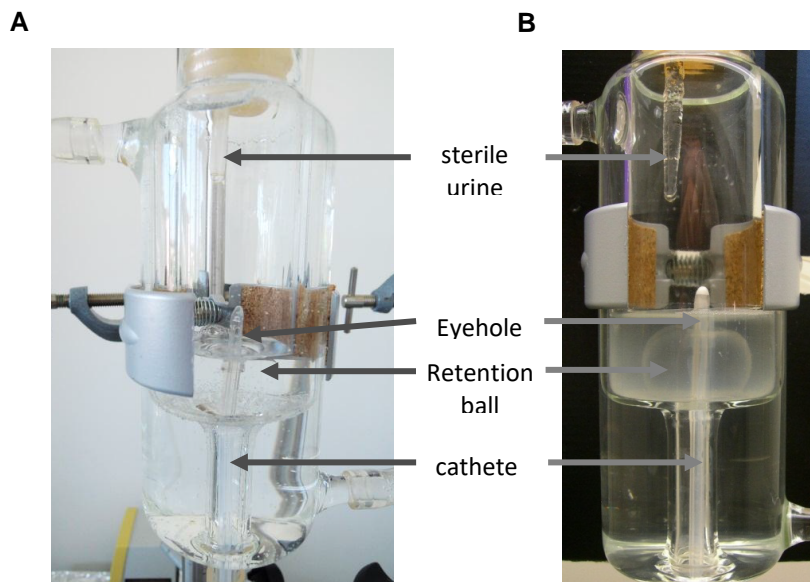 A
B
sterile
urine
Eyehole
Retention
ball
cathete